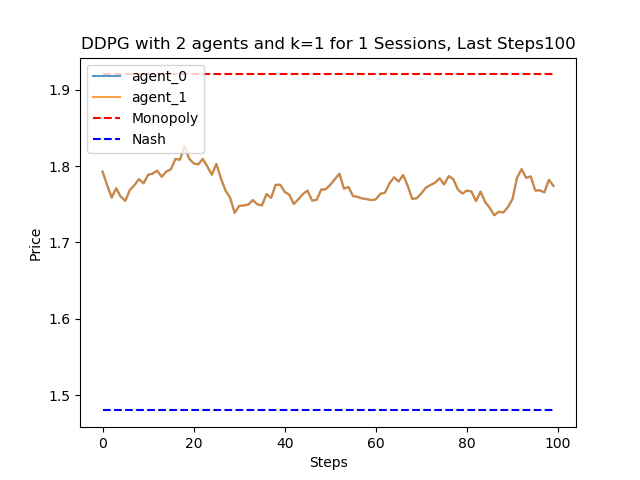 DDPG with 2 agents and k=1 for 1 Sessions, Last Steps100
agent_0
agent_1
Monopoly
Nash
1.9
1.8
1.7
1.6
1.5
Price
0 20 40 60 80 100
Steps